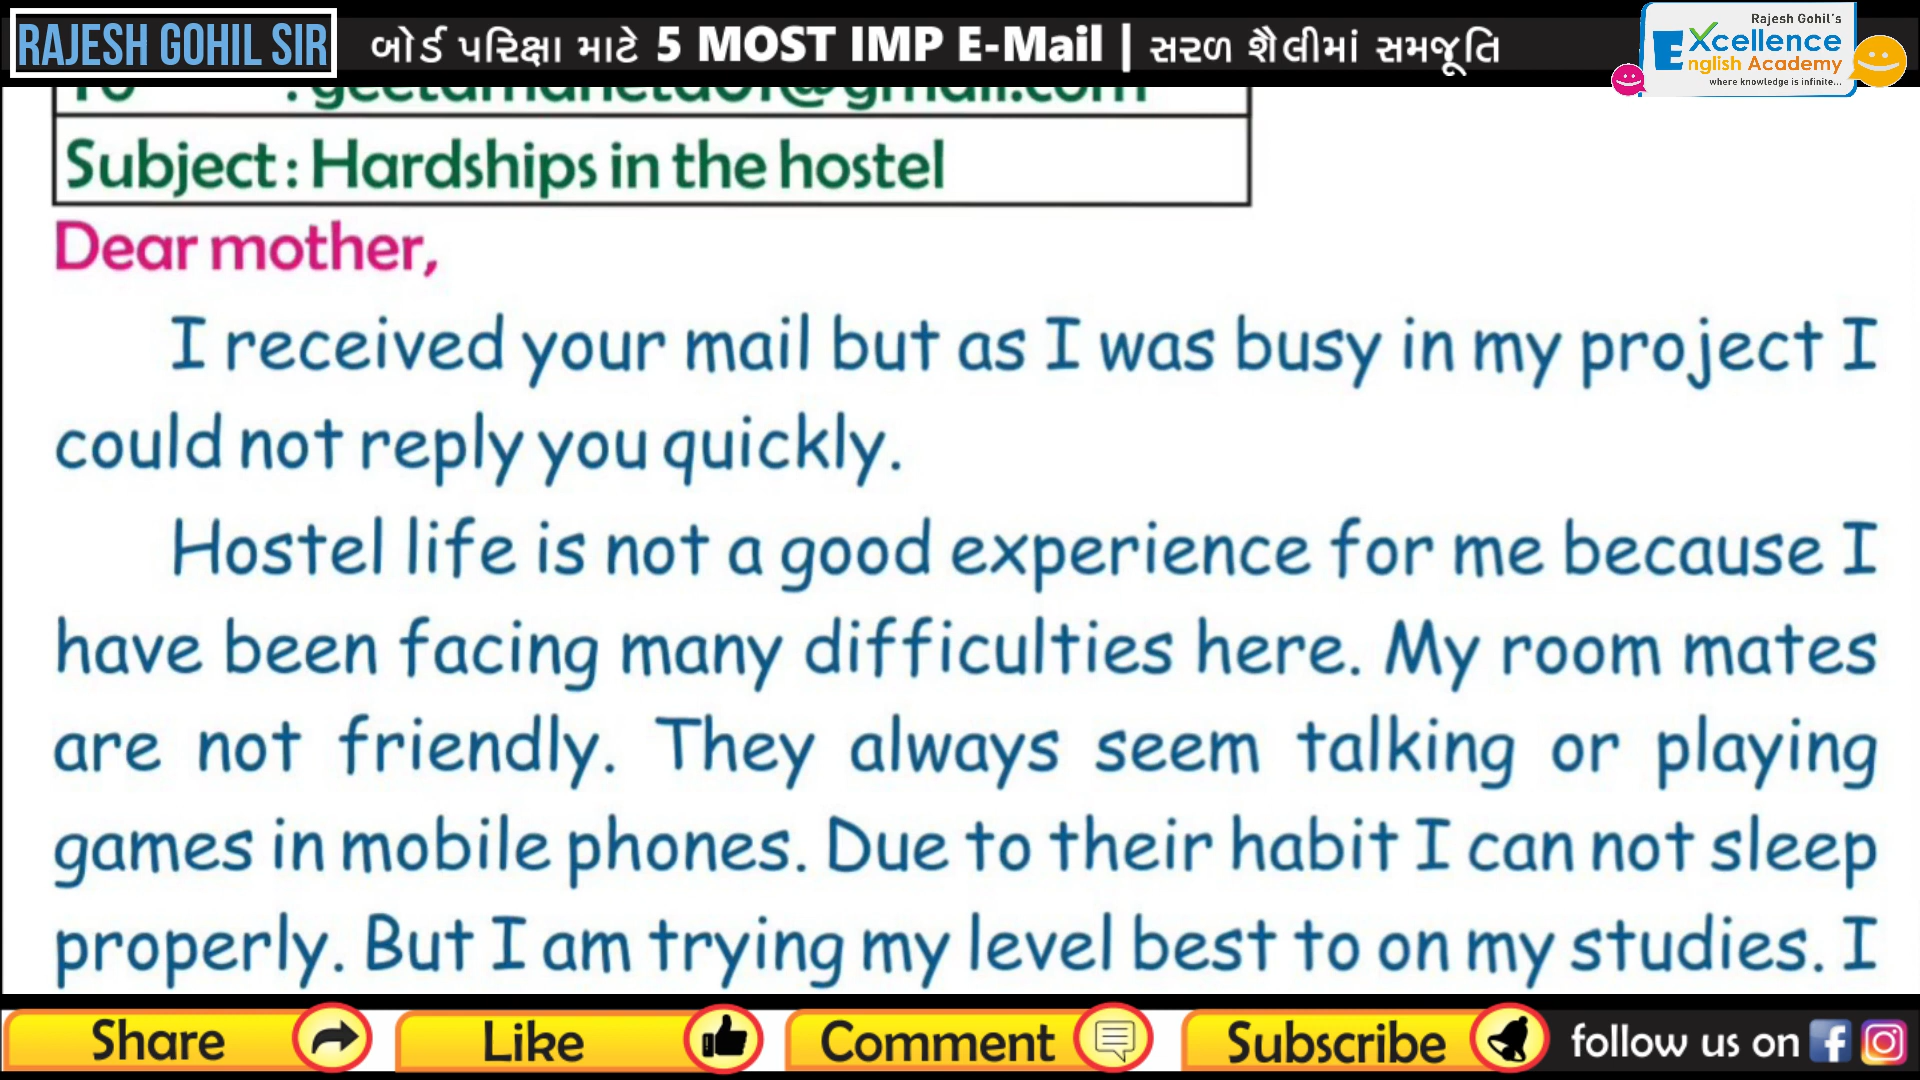 RAJESH GOHIL SIR
બોર્ડ પરિક્ષા માટે 5 MOST IMP E-Mail | સરળ શૈલીમાં સમજૂતિ
Rajesh Gohil's
Excellence
English Academy
where knowledge is infinite...
To :
Subject : Hardships in the hostel
Dear mother,
I received your mail but as I was busy in my project I
could not reply you quickly.
Hostel life is not a good experience for me because I
have been facing many difficulties here. My room mates
are not friendly. They always seem talking or playing
games in mobile phones. Due to their habit I can not sleep
properly. But I am trying my level best to on my studies. I
Share
Like
Comment
Subscribe
follow us on